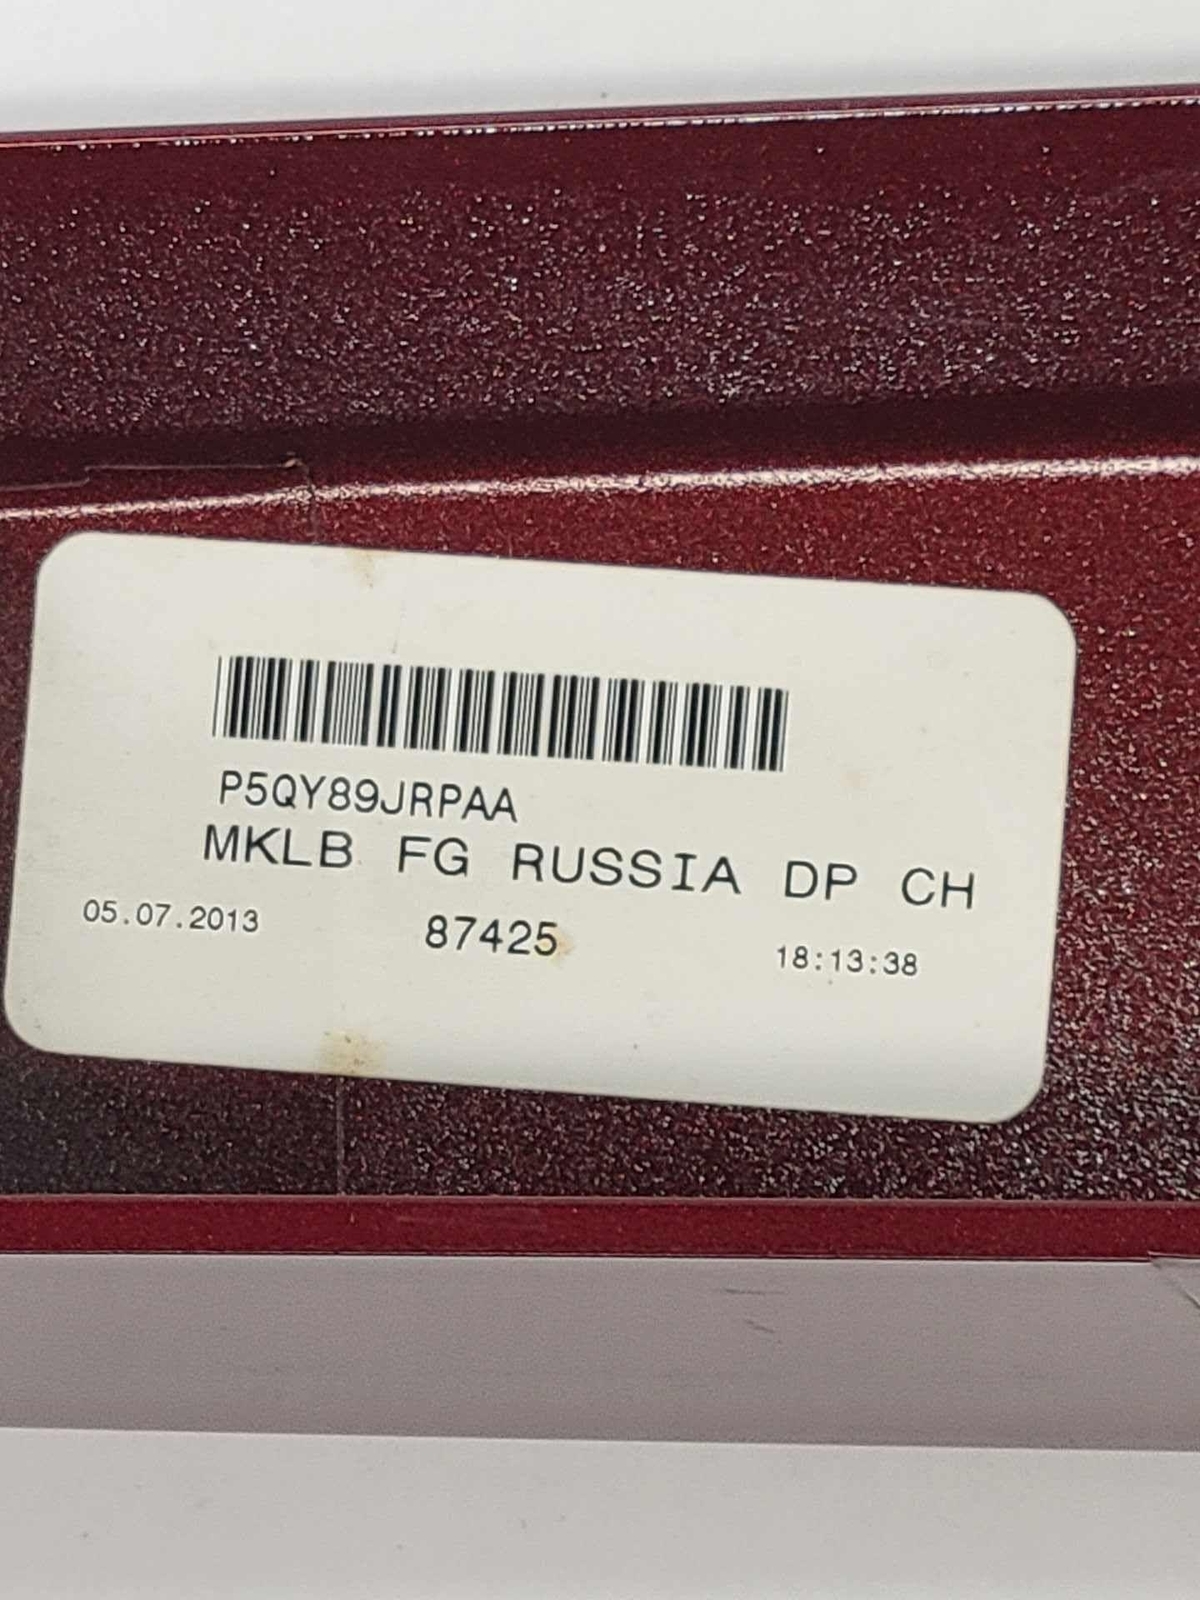 P5QY89JRPAA
MKLB FG RUSSIA DP CH
05.07.2013 87425 18:13:38